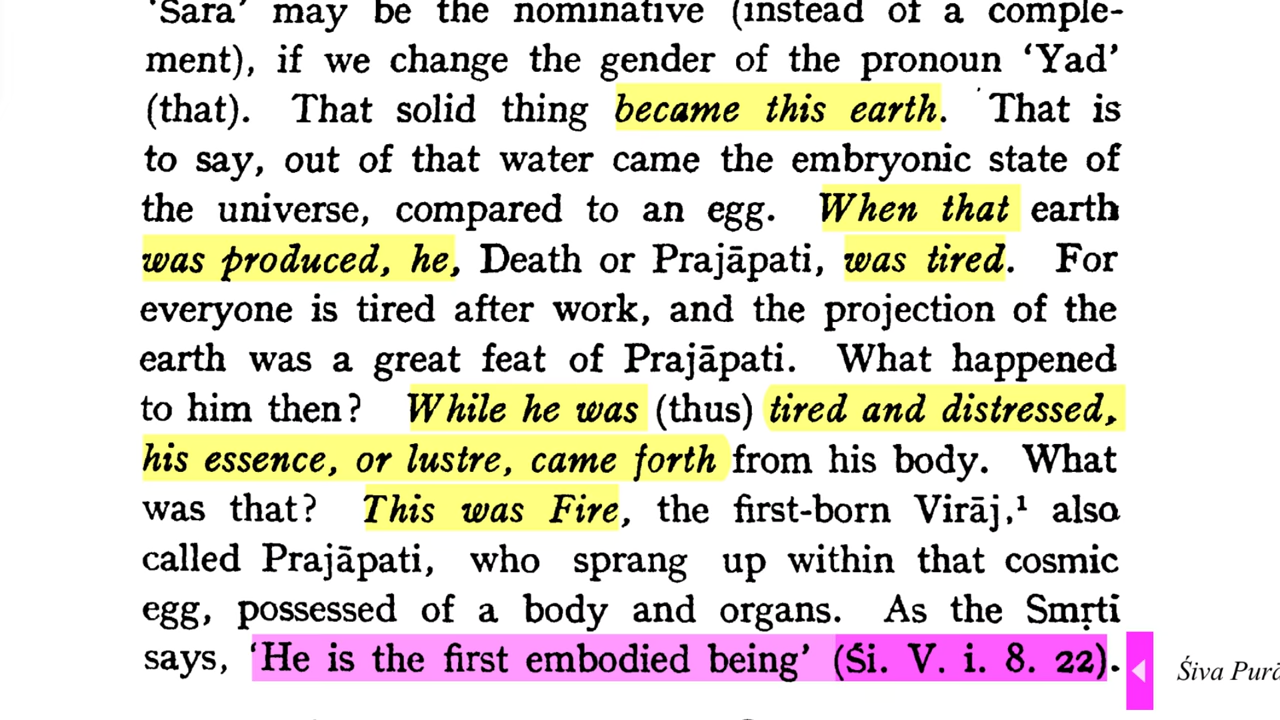 'Śara' may be the nominative (instead of a comple-
ment), if we change the gender of the pronoun 'Yad'
(that). That solid thing became this earth. That is
to say, out of that water came the embryonic state of
the universe, compared to an egg. When that earth
was produced, he, Death or Prajāpati, was tired. For
everyone is tired after work, and the projection of the
earth was a great feat of Prajāpati. What happened
to him then? While he was (thus) tired and distressed,
his essence, or lustre, came forth from his body. What
was that? This was Fire, the first-born Virāj,¹ also
called Prajāpati, who sprang up within that cosmic
egg, possessed of a body and organs. As the Smṛti
says, 'He is the first embodied being' (Śi. V. i. 8. 22).
Śiva